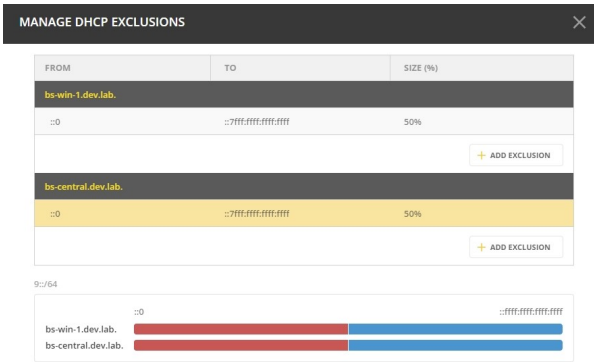 MANAGE DHCP EXCLUSIONS
FROM TO SIZE (%)
bs-win-1.dev.lab.
::0 ::7fff:ffff:ffff:ffff 50%
+ ADD EXCLUSION
bs-central.dev.lab.
::0 ::7fff:ffff:ffff:ffff 50%
+ ADD EXCLUSION
9::/64
::0 ::ffff:ffff:ffff:ffff
bs-win-1.dev.lab.
bs-central.dev.lab.